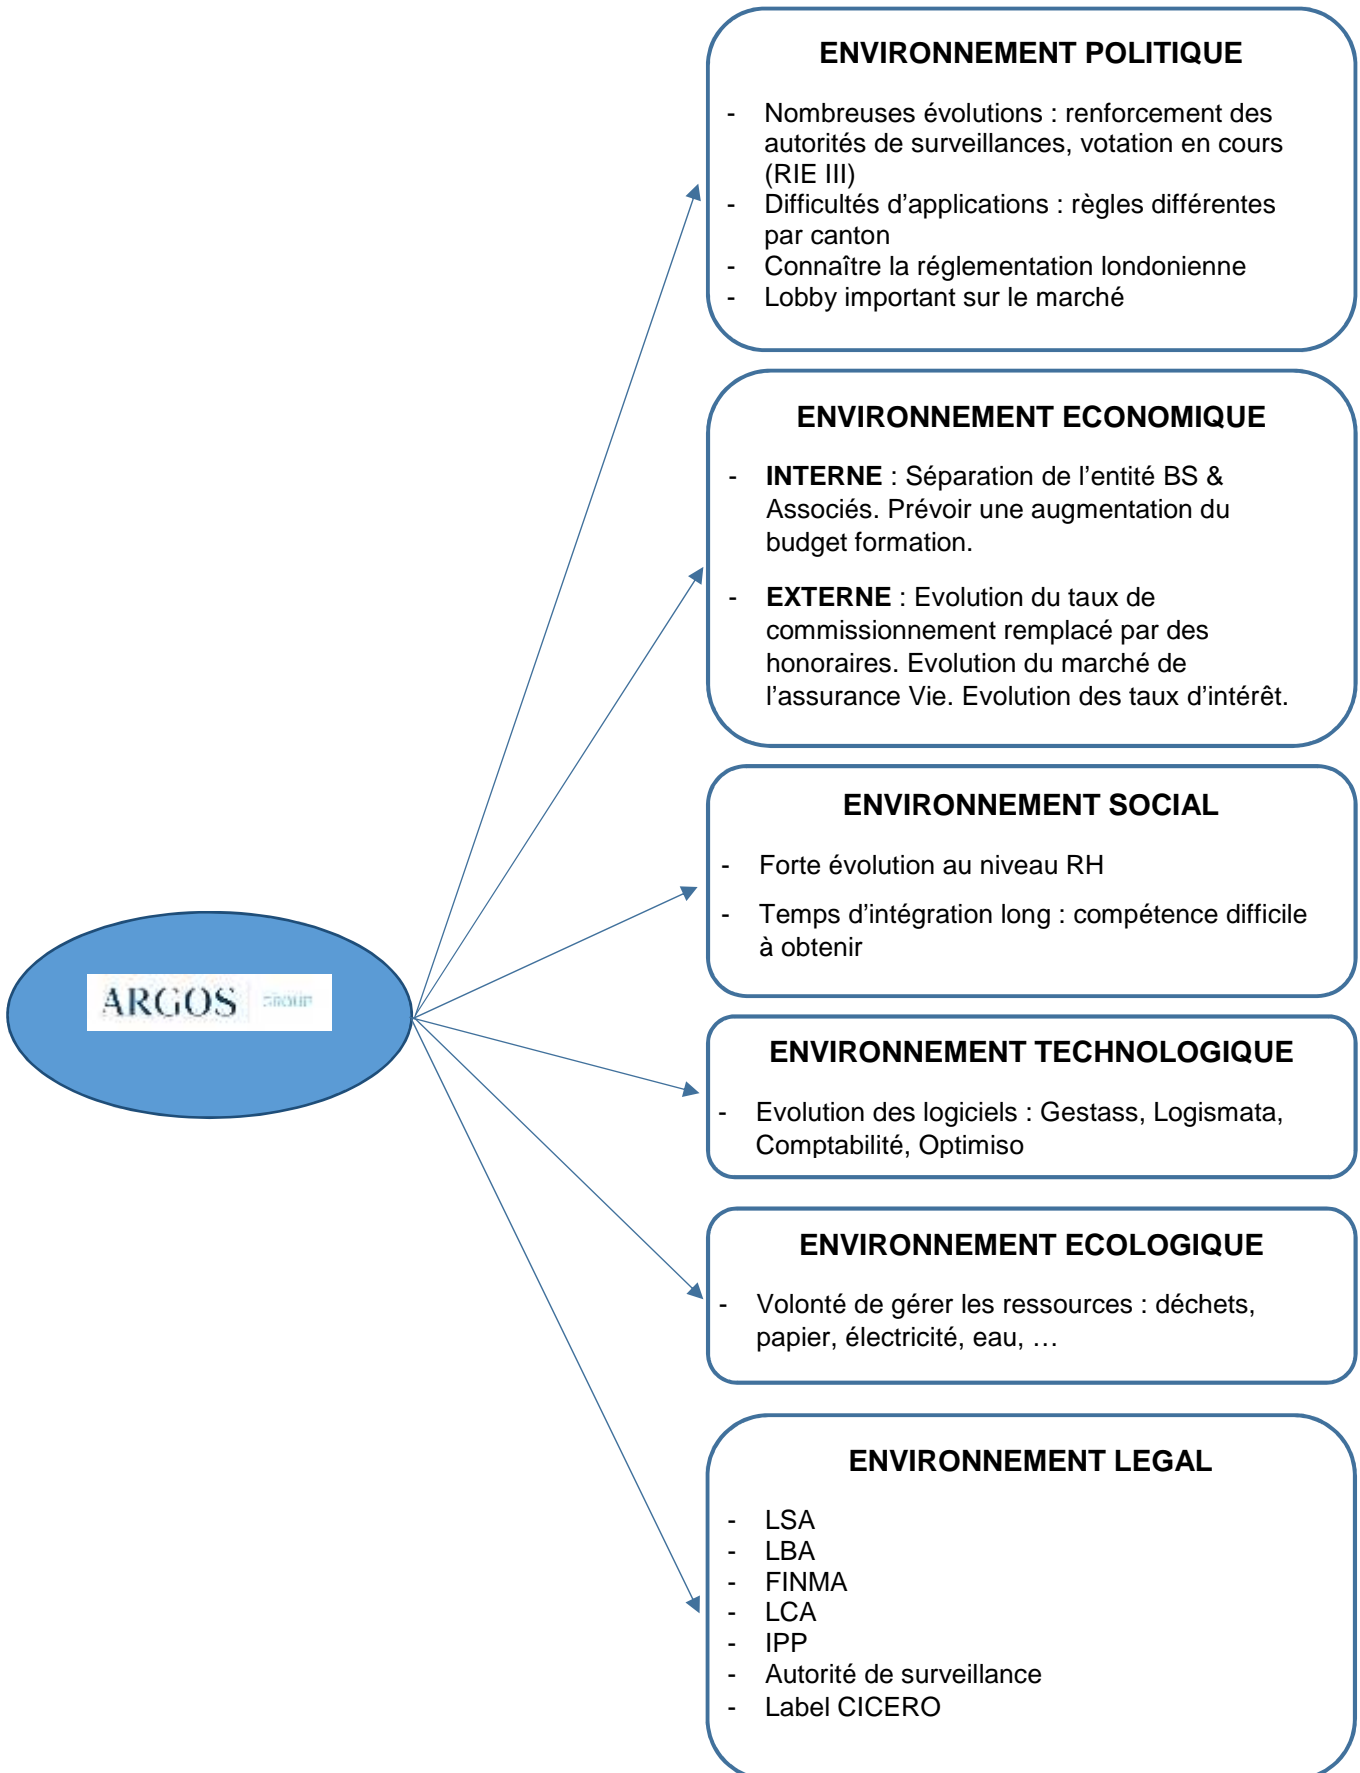 ENVIRONNEMENT POLITIQUE
- Nombreuses évolutions : renforcement des
autorités de surveillances, votation en cours
(RIE III)
- Difficultés d’applications : règles différentes
par canton
- Connaître la réglementation londonienne
- Lobby important sur le marché
ENVIRONNEMENT ECONOMIQUE
- INTERNE : Séparation de l’entité BS &
Associés. Prévoir une augmentation du
budget formation.
- EXTERNE : Evolution du taux de
commissionnement remplacé par des
honoraires. Evolution du marché de
l’assurance Vie. Evolution des taux d’intérêt.
ENVIRONNEMENT SOCIAL
- Forte évolution au niveau RH
- Temps d’intégration long : compétence difficile
à obtenir
ARGOS GROUP
ENVIRONNEMENT TECHNOLOGIQUE
- Evolution des logiciels : Gestass, Logismata,
Comptabilité, Optimiso
ENVIRONNEMENT ECOLOGIQUE
- Volonté de gérer les ressources : déchets,
papier, électricité, eau, …
ENVIRONNEMENT LEGAL
- LSA
- LBA
- FINMA
- LCA
- IPP
- Autorité de surveillance
- Label CICERO